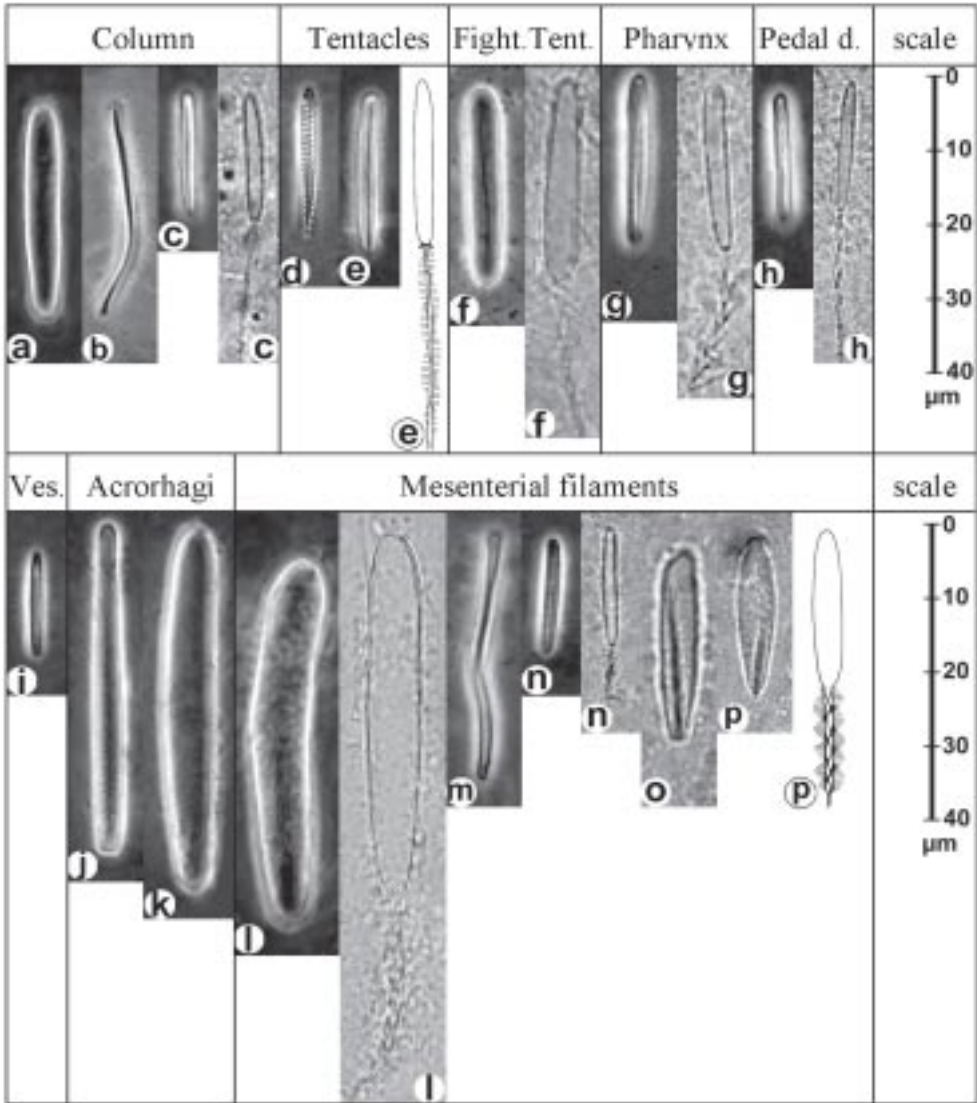 Column Tentacles Fight.Tent. Pharynx Pedal d. scale
0
10
20
30
40
µm
a b c c d e e f f g g h h
Ves. Acrorhagi Mesenterial filaments scale
0
10
20
30
40
µm
i j k l l m n n o p p